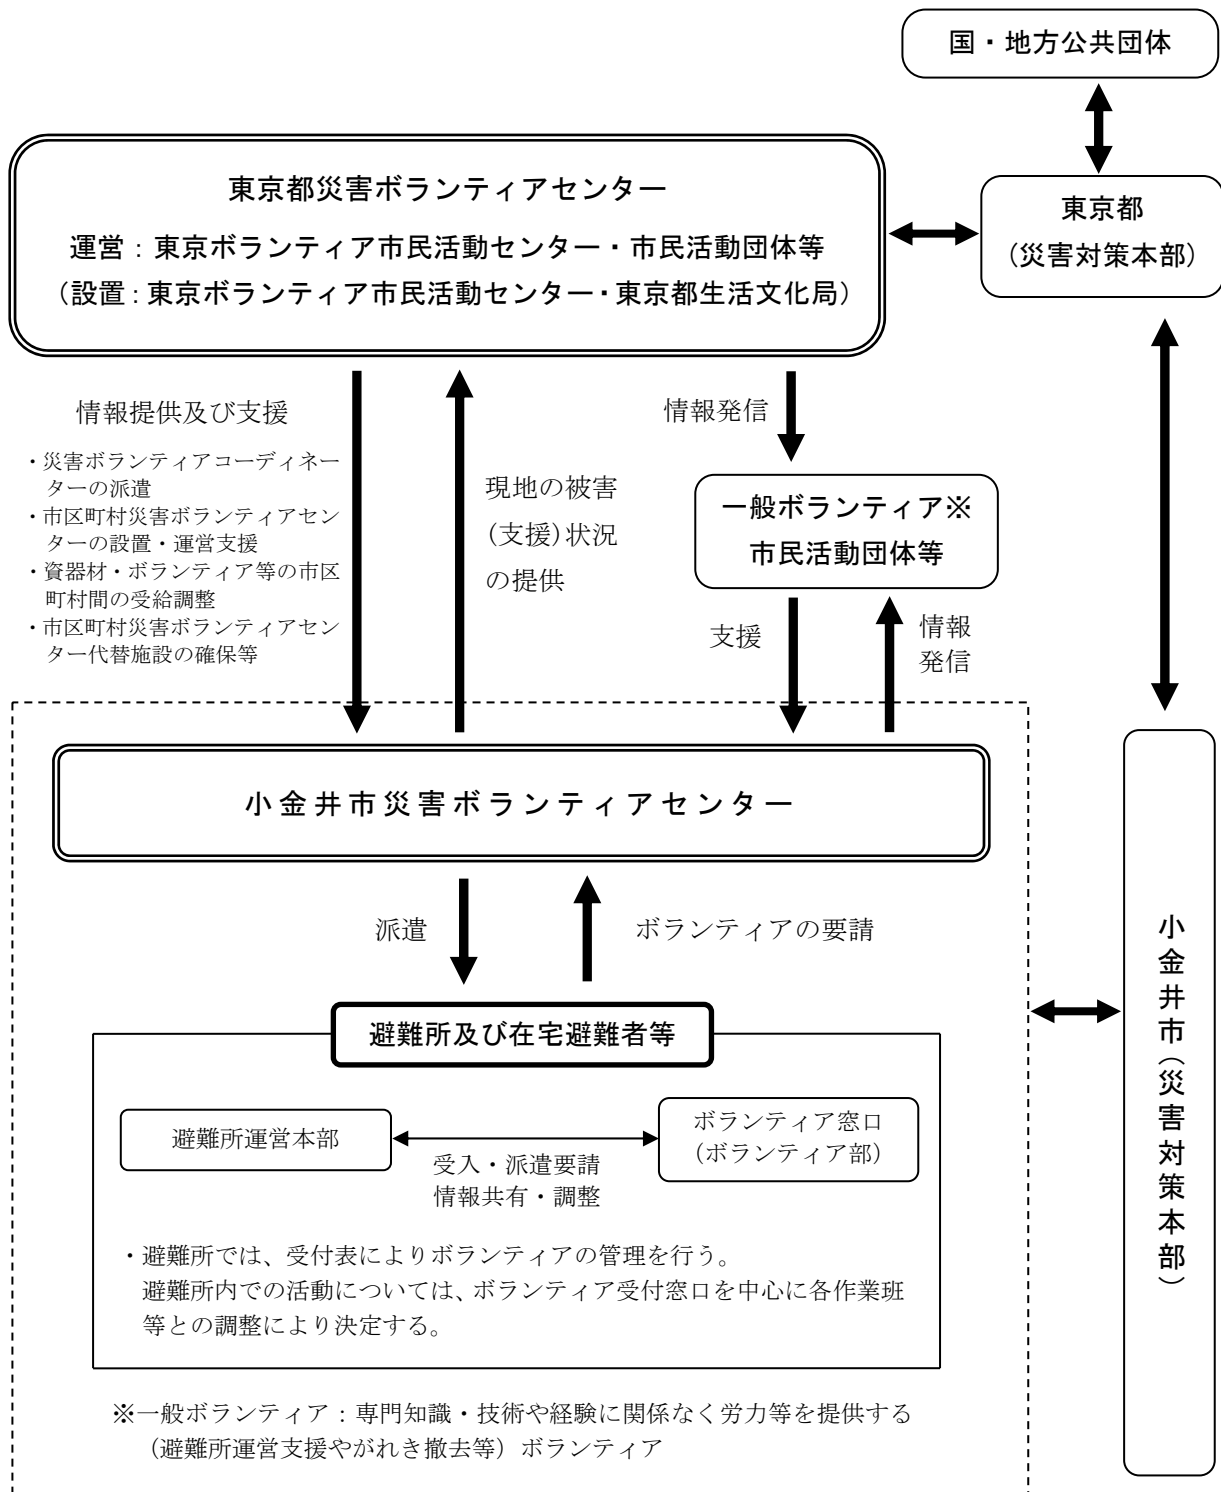 国・地方公共団体
東京都災害ボランティアセンター
運営：東京ボランティア市民活動センター・市民活動団体等
（設置：東京ボランティア市民活動センター・東京都生活文化局）
東京都
（災害対策本部）
情報提供及び支援
・災害ボランティアコーディネー
ターの派遣
・市区町村災害ボランティアセン
ターの設置・運営支援
・資器材・ボランティア等の市区
町村間の受給調整
・市区町村災害ボランティアセン
ター代替施設の確保等
現地の被害
（支援）状況
の提供
情報発信
一般ボランティア※
市民活動団体等
支援
情報
発信
小金井市災害ボランティアセンター
派遣
ボランティアの要請
避難所及び在宅避難者等
避難所運営本部
受入・派遣要請
情報共有・調整
ボランティア窓口
（ボランティア部）
・避難所では、受付表によりボランティアの管理を行う。
避難所内での活動については、ボランティア受付窓口を中心に各作業班
等との調整により決定する。
※一般ボランティア：専門知識・技術や経験に関係なく労力等を提供する
（避難所運営支援やがれき撤去等）ボランティア
小金井市（災害対策本部）